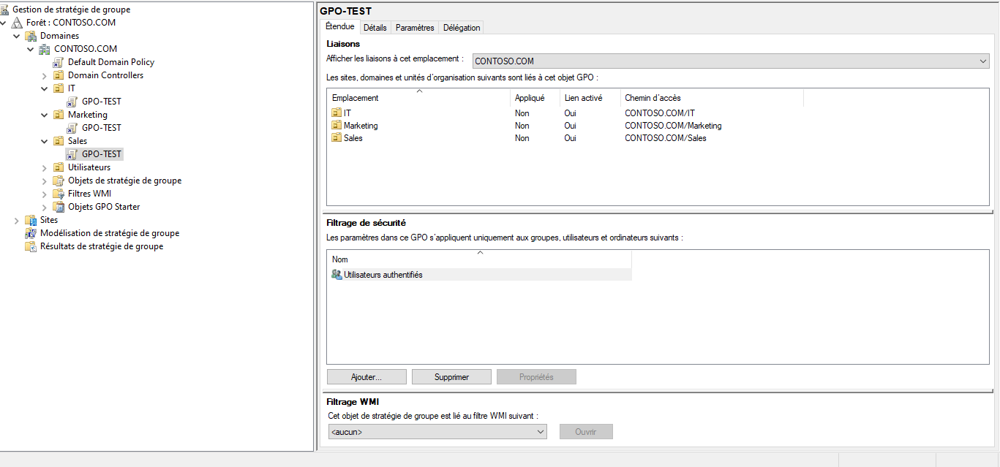 Gestion de stratégie de groupe
Forêt : CONTOSO.COM
Domaines
CONTOSO.COM
Default Domain Policy
Domain Controllers
IT
GPO-TEST
Marketing
GPO-TEST
Sales
GPO-TEST
Utilisateurs
Objets de stratégie de groupe
Filtres WMI
Objets GPO Starter
Sites
Modélisation de stratégie de groupe
Résultats de stratégie de groupe
GPO-TEST
Étendue Détails Paramètres Délégation
Liaisons
Afficher les liaisons à cet emplacement : CONTOSO.COM
Les sites, domaines et unités d'organisation suivants sont liés à cet objet GPO :
Emplacement Appliqué Lien activé Chemin d'accès
IT Non Oui CONTOSO.COM/IT
Marketing Non Oui CONTOSO.COM/Marketing
Sales Non Oui CONTOSO.COM/Sales
Filtrage de sécurité
Les paramètres dans ce GPO s'appliquent uniquement aux groupes, utilisateurs et ordinateurs suivants :
Nom
Utilisateurs authentifiés
Ajouter... Supprimer Propriétés
Filtrage WMI
Cet objet de stratégie de groupe est lié au filtre WMI suivant :
<aucun> Ouvrir